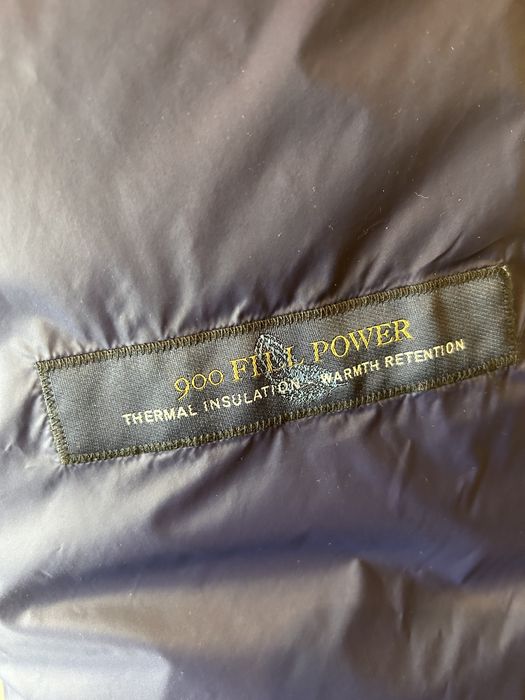 900 FILL POWER
THERMAL INSULATION WARMTH RETENTION